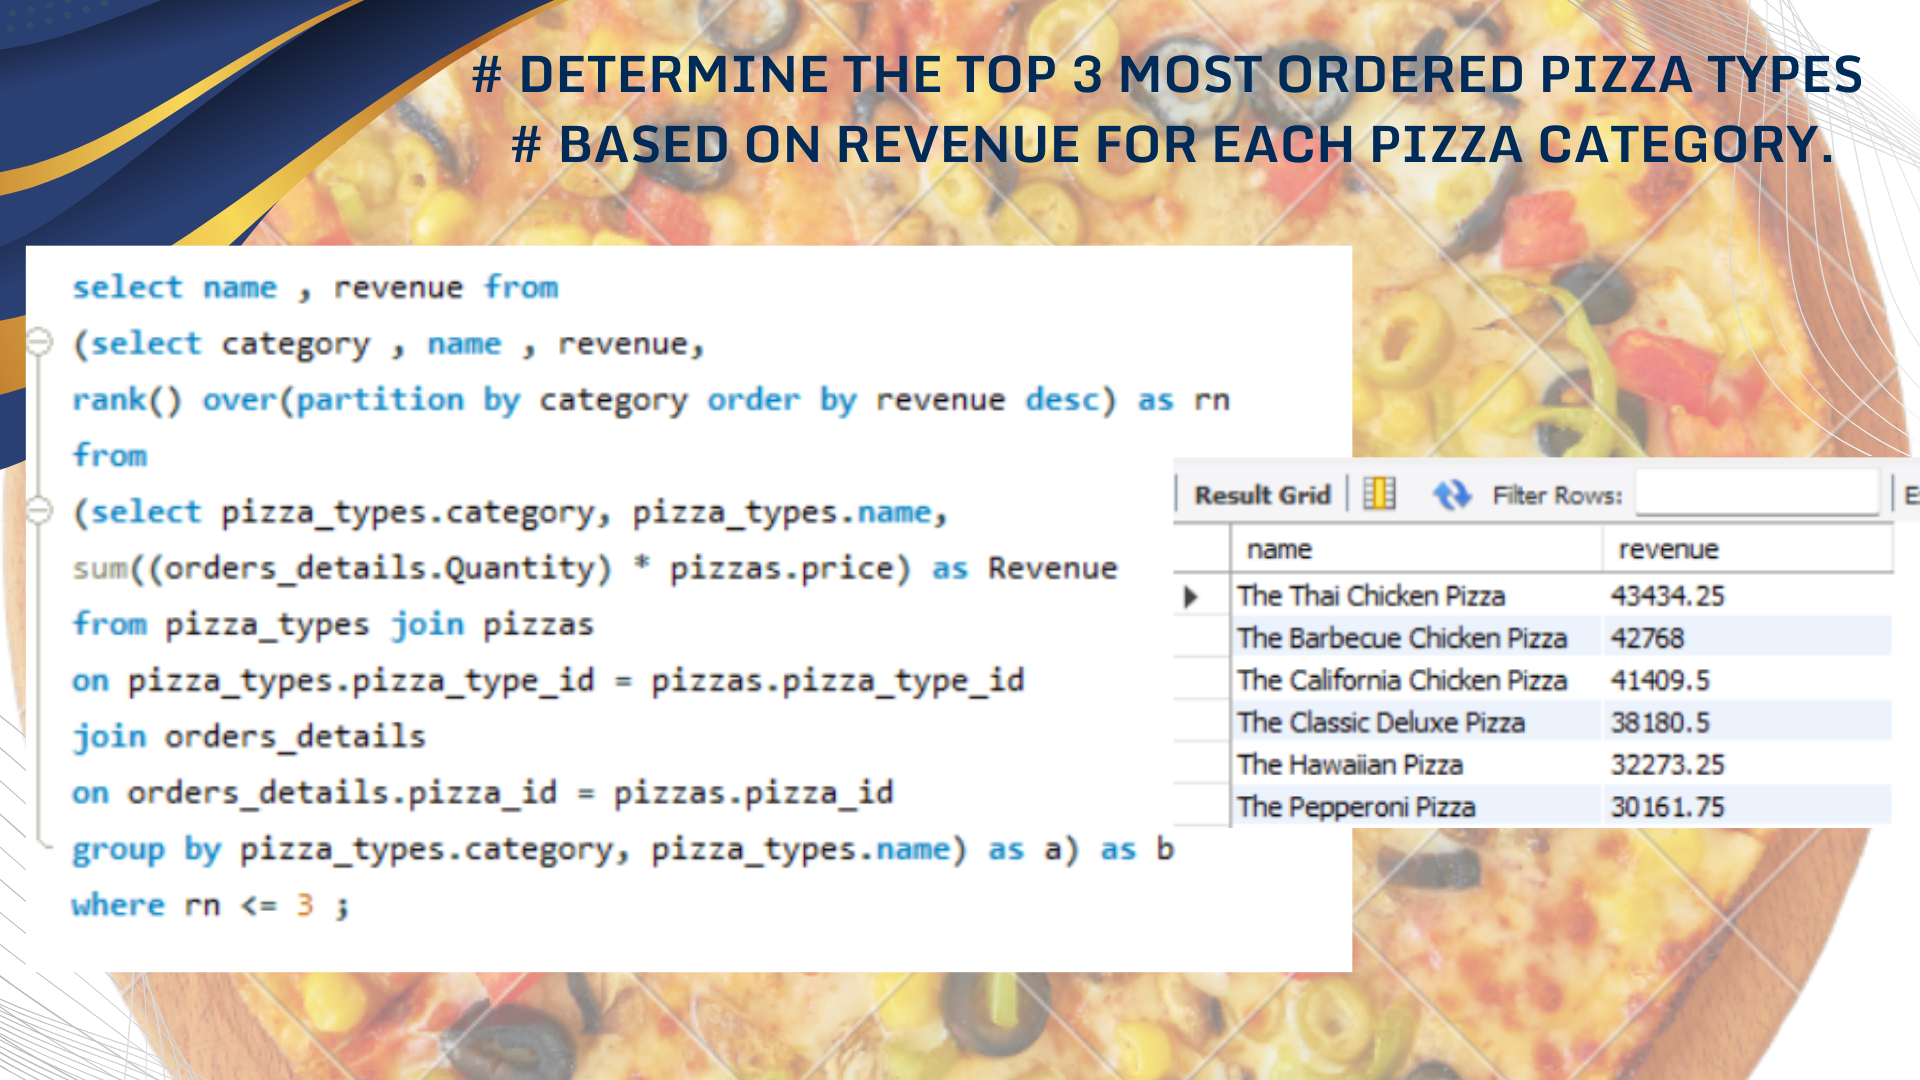 # DETERMINE THE TOP 3 MOST ORDERED PIZZA TYPES
# BASED ON REVENUE FOR EACH PIZZA CATEGORY.
select name , revenue from
(select category , name , revenue,
rank() over(partition by category order by revenue desc) as rn
from
(select pizza_types.category, pizza_types.name,
sum((orders_details.Quantity) * pizzas.price) as Revenue
from pizza_types join pizzas
on pizza_types.pizza_type_id = pizzas.pizza_type_id
join orders_details
on orders_details.pizza_id = pizzas.pizza_id
group by pizza_types.category, pizza_types.name) as a) as b
where rn <= 3 ;
Result Grid Filter Rows:
name revenue
The Thai Chicken Pizza 43434.25
The Barbecue Chicken Pizza 42768
The California Chicken Pizza 41409.5
The Classic Deluxe Pizza 38180.5
The Hawaiian Pizza 32273.25
The Pepperoni Pizza 30161.75